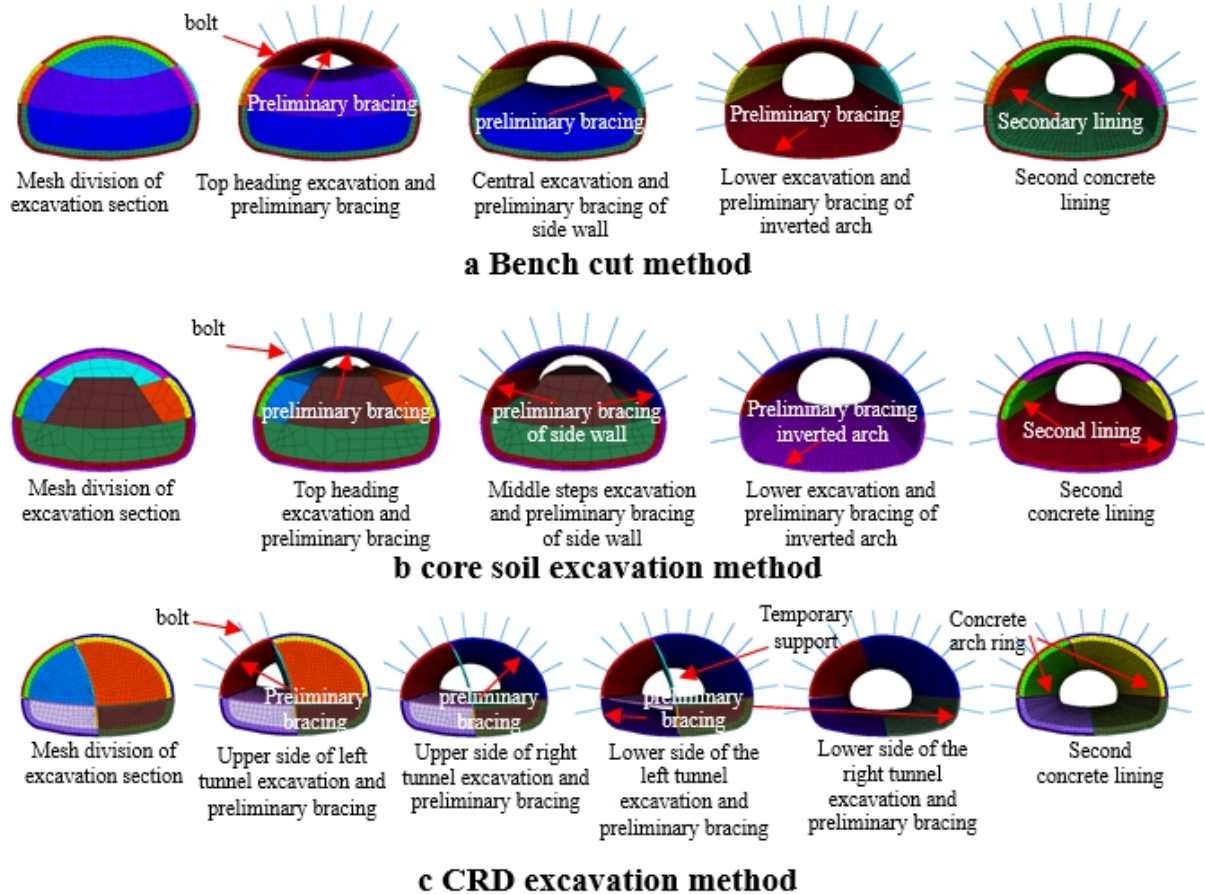 bolt
Preliminary bracing
preliminary bracing
Preliminary bracing
Secondary lining
Mesh division of
excavation section
Top heading excavation and
preliminary bracing
Central excavation and
preliminary bracing of
side wall
Lower excavation and
preliminary bracing of
inverted arch
Second concrete
lining
a Bench cut method
bolt
preliminary bracing
preliminary bracing
of side wall
Preliminary bracing
inverted arch
Second lining
Mesh division of
excavation section
Top heading
excavation and
preliminary bracing
Middle steps excavation
and preliminary bracing
of side wall
Lower excavation and
preliminary bracing of
inverted arch
Second
concrete lining
b core soil excavation method
bolt
Temporary
support
Concrete
arch ring
Preliminary
bracing
preliminary
bracing
preliminary
bracing
Mesh division of
excavation section
Upper side of left
tunnel excavation and
preliminary bracing
Upper side of right
tunnel excavation and
preliminary bracing
Lower side of the
left tunnel
excavation and
preliminary bracing
Lower side of the
right tunnel
excavation and
preliminary bracing
Second
concrete lining
c CRD excavation method